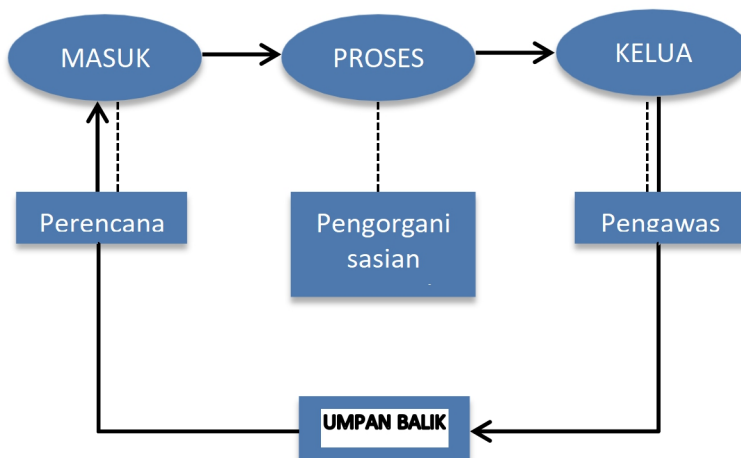 MASUK
PROSES
KELUA
Perencana
Pengorgani
sasian
Pengawas
UMPAN BALIK